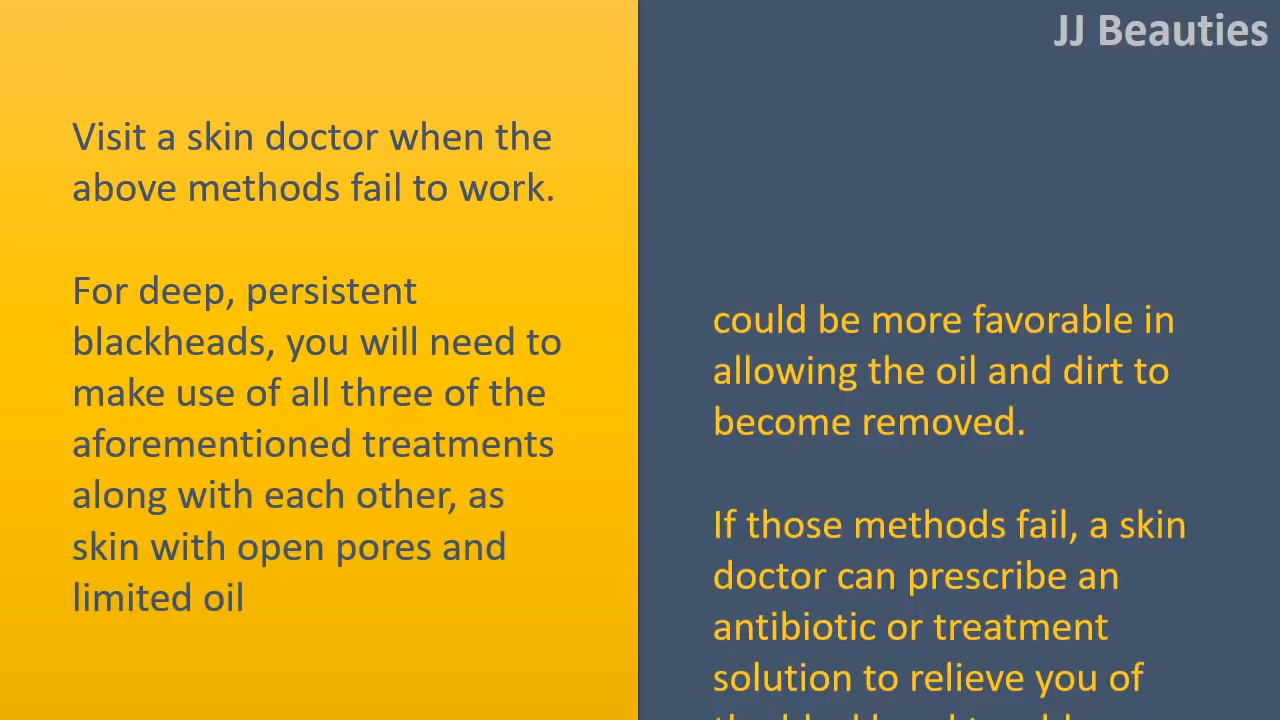 JJ Beauties
Visit a skin doctor when the
above methods fail to work.
For deep, persistent
blackheads, you will need to
make use of all three of the
aforementioned treatments
along with each other, as
skin with open pores and
limited oil
could be more favorable in
allowing the oil and dirt to
become removed.
If those methods fail, a skin
doctor can prescribe an
antibiotic or treatment
solution to relieve you of